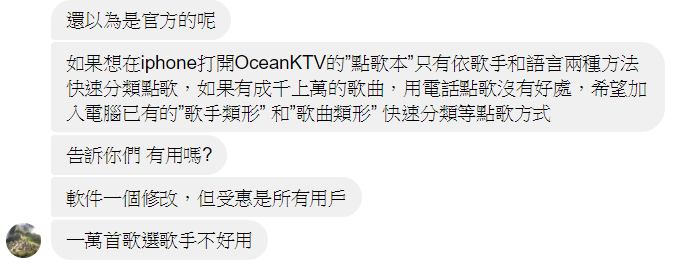 還以為是官方的呢
如果想在iphone打開OceanKTV的"點歌本"只有依歌手和語言兩種方法
快速分類點歌，如果有成千上萬的歌曲，用電話點歌沒有好處，希望加
入電腦已有的"歌手類形" 和"歌曲類形" 快速分類等點歌方式
告訴你們 有用嗎?
軟件一個修改，但受惠是所有用戶
一萬首歌選歌手不好用